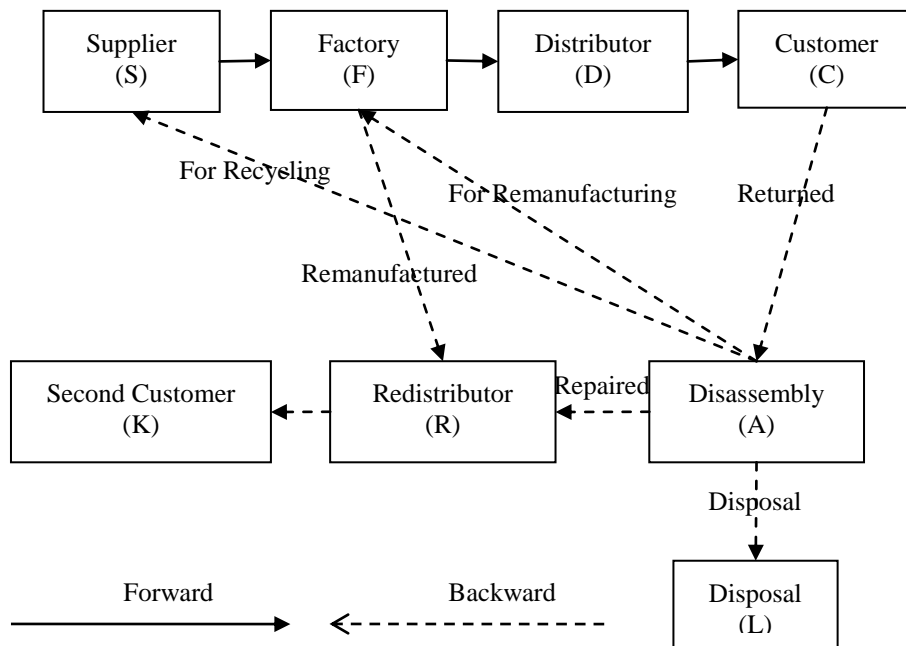 Supplier
(S)
Factory
(F)
Distributor
(D)
Customer
(C)
For Recycling
For Remanufacturing
Returned
Remanufactured
Second Customer
(K)
Redistributor
(R)
Repaired
Disassembly
(A)
Disposal
Forward
Backward
Disposal
(L)